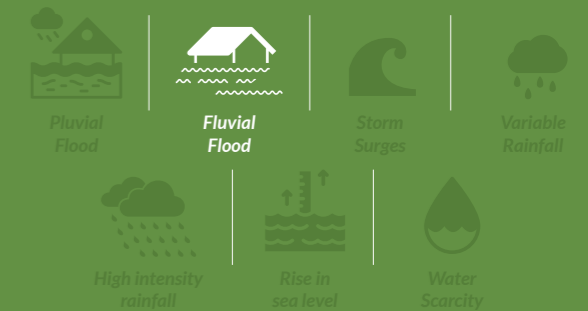 Pluvial
Flood
Fluvial
Flood
Storm
Surges
Variable
Rainfall
High intensity
rainfall
Rise in
sea level
Water
Scarcity